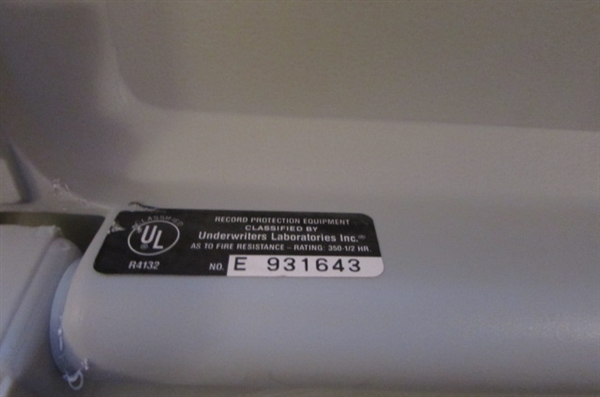 CLASSIFIED
UL
®
R4132
RECORD PROTECTION EQUIPMENT
CLASSIFIED BY
Underwriters Laboratories Inc.®
AS TO FIRE RESISTANCE – RATING: 350-1/2 HR.
NO. E 931643